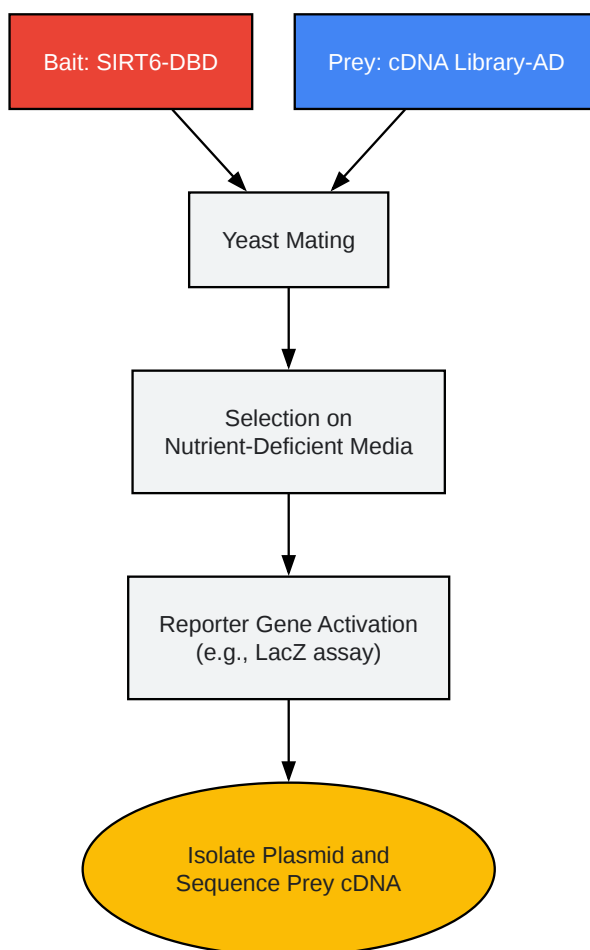 Bait: SIRT6-DBD
Prey: cDNA Library-AD
Yeast Mating
Selection on
Nutrient-Deficient Media
Reporter Gene Activation
(e.g., LacZ assay)
Isolate Plasmid and
Sequence Prey cDNA